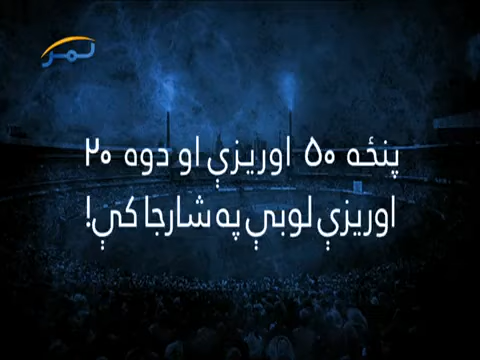 لمر
پنځه ۵۰ اوریزې او دوه ۲۰
اوریزې لوبې په شارجا کې!